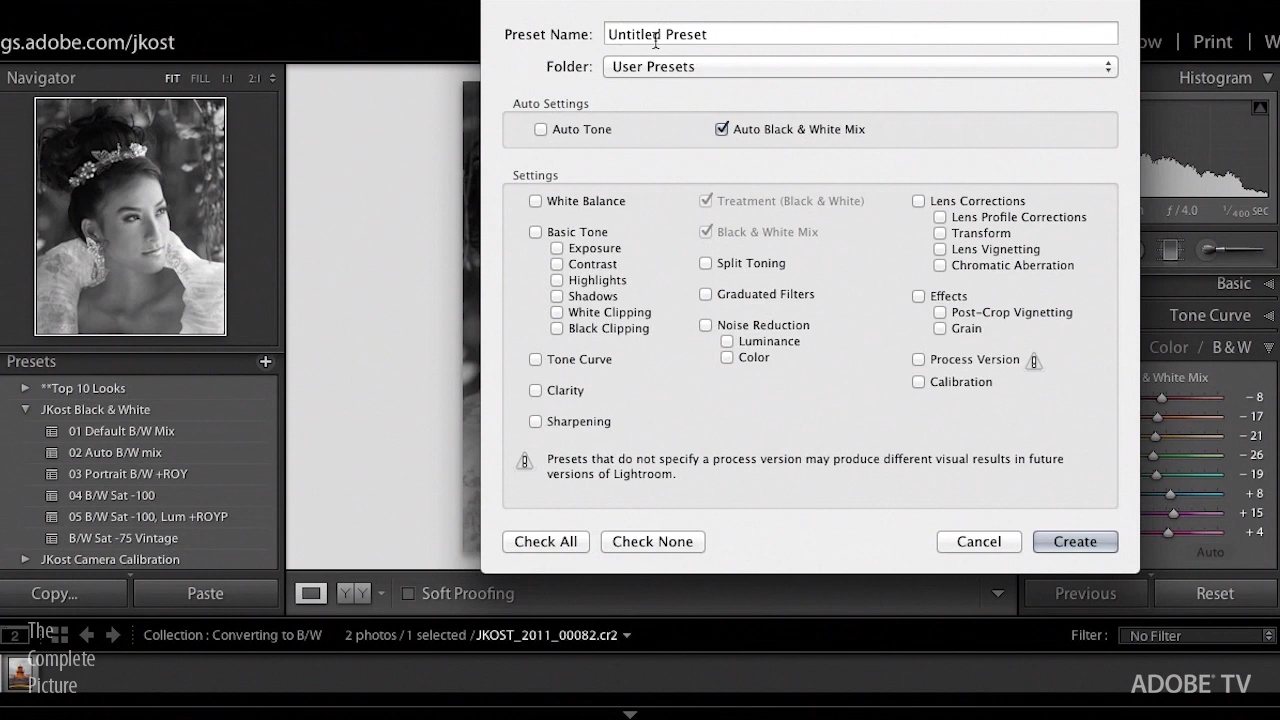 gs.adobe.com/jkost
Print
Navigator
FIT
FILL
1:1
2:1
Presets
**Top 10 Looks
JKost Black & White
01 Default B/W Mix
02 Auto B/W mix
03 Portrait B/W +ROY
04 B/W Sat -100
05 B/W Sat -100, Lum +ROYP
B/W Sat -75 Vintage
JKost Camera Calibration
Copy...
Paste
Preset Name:
Untitled Preset
Folder:
User Presets
Auto Settings
Auto Tone
Auto Black & White Mix
Settings
White Balance
Basic Tone
Exposure
Contrast
Highlights
Shadows
White Clipping
Black Clipping
Tone Curve
Clarity
Sharpening
Treatment (Black & White)
Black & White Mix
Split Toning
Graduated Filters
Noise Reduction
Luminance
Color
Lens Corrections
Lens Profile Corrections
Transform
Lens Vignetting
Chromatic Aberration
Effects
Post-Crop Vignetting
Grain
Process Version
Calibration
Presets that do not specify a process version may produce different visual results in future
versions of Lightroom.
Check All
Check None
Cancel
Create
Histogram
ƒ / 4.0
1/400 sec
Basic
Tone Curve
Color / B&W
& White Mix
- 8
- 17
- 21
- 26
- 19
+ 8
+ 15
+ 4
Auto
Y Y
Soft Proofing
Previous
Reset
2
Collection : Converting to B/W
2 photos / 1 selected / JKOST_2011_00082.cr2
Filter :
No Filter
The
Complete
Picture
ADOBE® TV